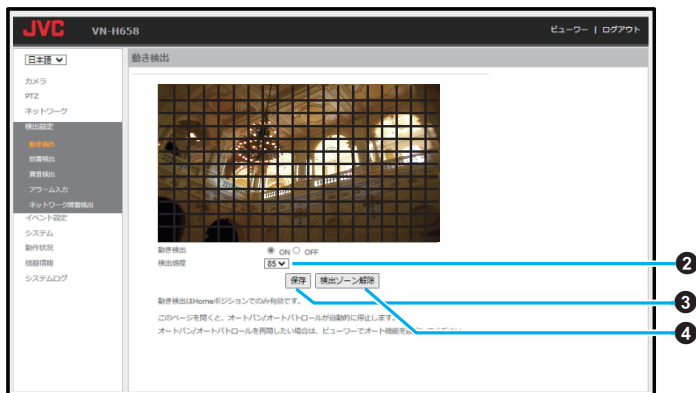 JVC VN-H658 ビューワー | ログアウト
日本語
動き検出
カメラ
PTZ
ネットワーク
検出設定
動き検出
妨害検出
異音検出
アラーム入力
ネットワーク障害検出
イベント設定
システム
動作状況
機器情報
システムログ
動き検出 ON OFF
検出感度 85
保存 検出ゾーン解除
動き検出はHomeポジションでのみ有効です。
このページを開くと、オートパン/オートパトロールが自動的に停止します。
オートパン/オートパトロールを再開したい場合は、ビューワーでオート機能を
2
3
4